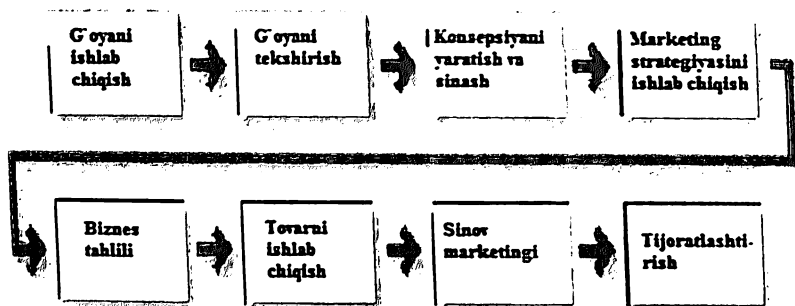 G'oyani
ishlab
chiqish
G'oyani
tekshirish
Konsepsiyani
yaratish va
sinash
Marketing
strategiyasini
ishlab chiqish
Biznes
tahlili
Tovarni
ishlab
chiqish
Sinov
marketingi
Tijoratlashti-
rish